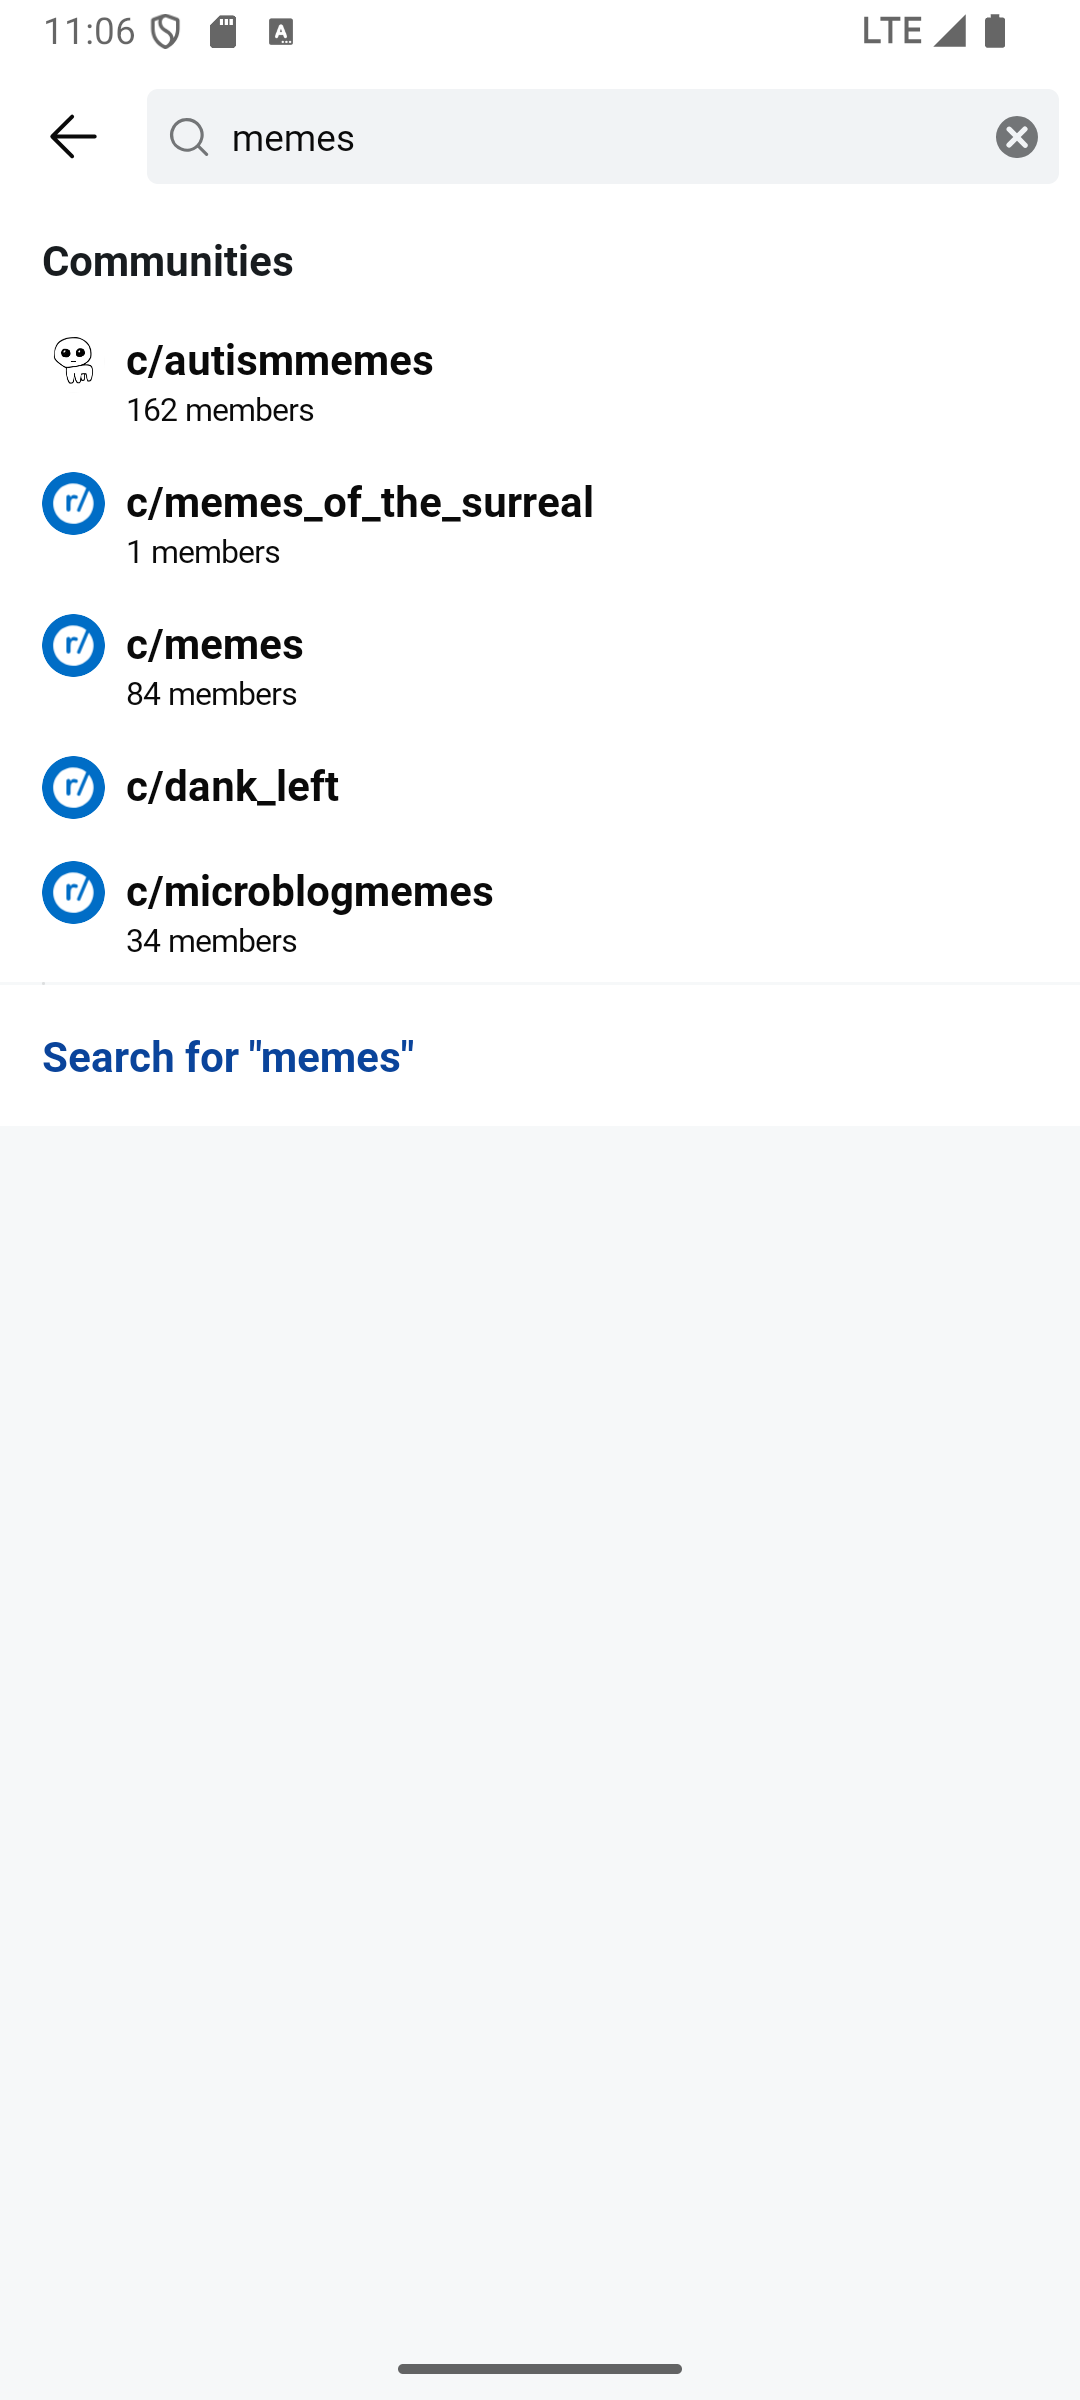 11:06 LTE
memes
Communities
c/autismmemes
162 members
r/ c/memes_of_the_surreal
1 members
r/ c/memes
84 members
r/ c/dank_left
r/ c/microblogmemes
34 members
Search for "memes"